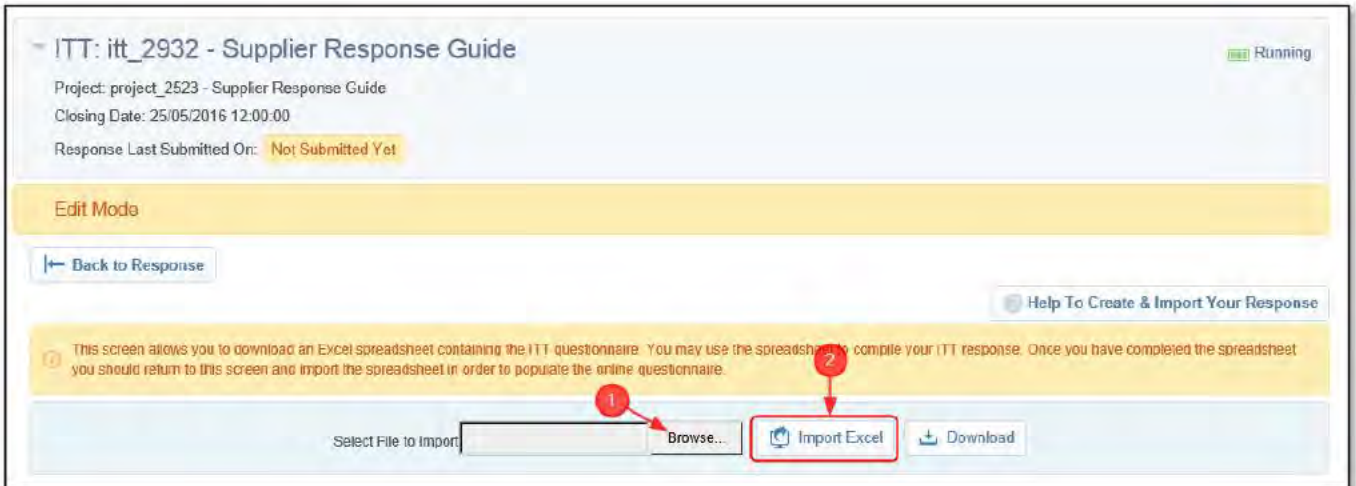 ITT: itt_2932 - Supplier Response Guide
Running
Project: project_2523 - Supplier Response Guide
Closing Date: 25/05/2016 12:00:00
Response Last Submitted On: Not Submitted Yet
Edit Mode
Back to Response
Help To Create & Import Your Response
This screen allows you to download an Excel spreadsheet containing the ITT questionnaire. You may use the spreadsheet to compile your ITT response. Once you have completed the spreadsheet
you should return to this screen and import the spreadsheet in order to populate the online questionnaire.
1
2
Select File to Import
Browse...
Import Excel
Download